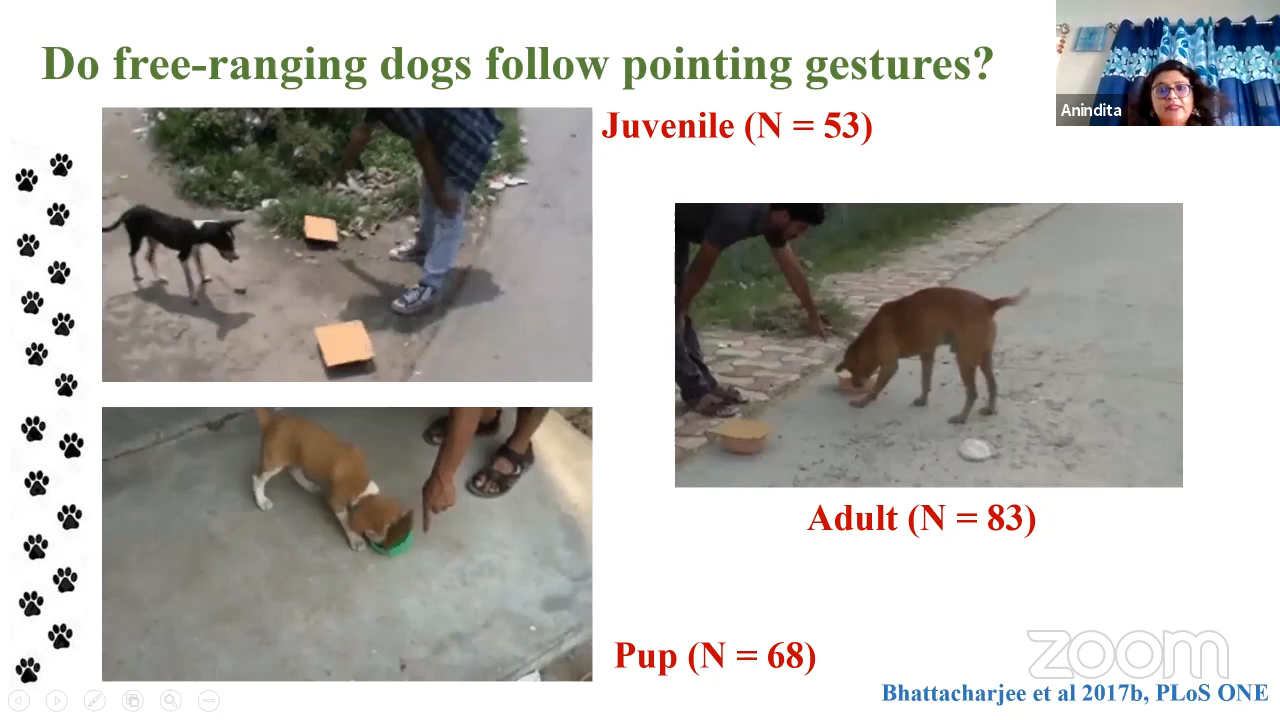 Do free-ranging dogs follow pointing gestures?
Anindita
Juvenile (N = 53)
Adult (N = 83)
Pup (N = 68)
zoom
Bhattacharjee et al 2017b, PLoS ONE